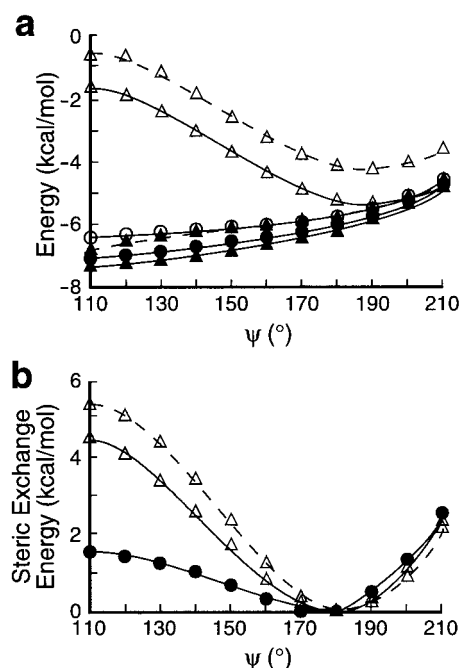 a
0
−2
−4
−6
−8
Energy (kcal/mol)
110 130 150 170 190 210
ψ (°)
b
6
4
2
0
Steric Exchange
Energy (kcal/mol)
110 130 150 170 190 210
ψ (°)